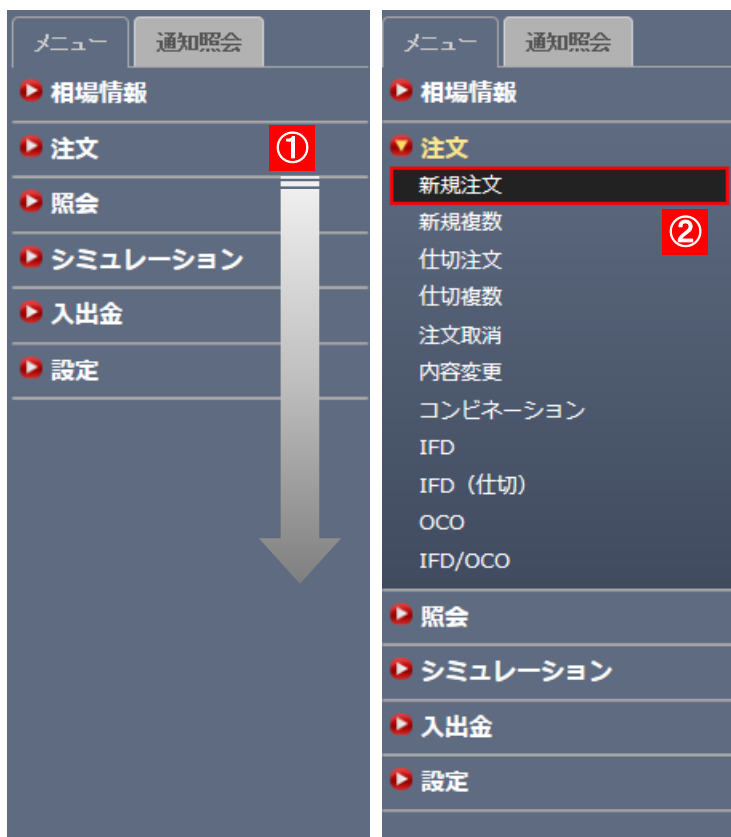 メニュー 通知照会
相場情報
注文
①
照会
シミュレーション
入出金
設定
メニュー 通知照会
相場情報
注文
新規注文
新規複数
②
仕切注文
仕切複数
注文取消
内容変更
コンビネーション
IFD
IFD（仕切）
OCO
IFD/OCO
照会
シミュレーション
入出金
設定